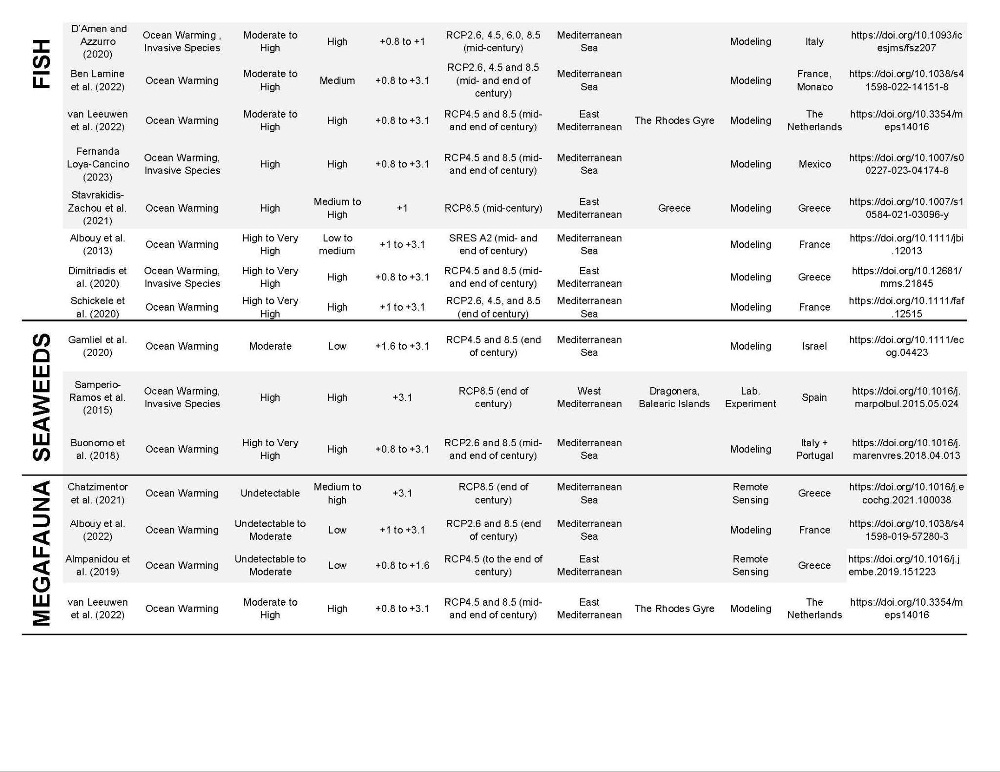 FISH
D'Amen and
Azzurro
(2020)
Ocean Warming ,
Invasive Species
Moderate to
High
High
+0.8 to +1
RCP2.6, 4.5, 6.0, 8.5
(mid-century)
Mediterranean
Sea
Modeling
Italy
https://doi.org/10.1093/ic
esjms/fsz207
Ben Lamine
et al. (2022)
Ocean Warming
Moderate to
High
Medium
+0.8 to +3.1
RCP2.6, 4.5 and 8.5
(mid- and end of
century)
Mediterranean
Sea
Modeling
France,
Monaco
https://doi.org/10.1038/s4
1598-022-14151-8
van Leeuwen
et al. (2022)
Ocean Warming
Moderate to
High
High
+0.8 to +3.1
RCP4.5 and 8.5 (mid-
and end of century)
East
Mediterranean
The Rhodes Gyre
Modeling
The
Netherlands
https://doi.org/10.3354/m
eps14016
Fernanda
Loya-Cancino
(2023)
Ocean Warming,
Invasive Species
High
High
+0.8 to +3.1
RCP4.5 and 8.5 (mid-
and end of century)
Mediterranean
Sea
Modeling
Mexico
https://doi.org/10.1007/s0
0227-023-04174-8
Stavrakidis-
Zachou et al.
(2021)
Ocean Warming
High
Medium to
High
+1
RCP8.5 (mid-century)
East
Mediterranean
Greece
Modeling
Greece
https://doi.org/10.1007/s1
0584-021-03096-y
Albouy et al.
(2013)
Ocean Warming
High to Very
High
Low to
medium
+1 to +3.1
SRES A2 (mid- and
end of century)
Mediterranean
Sea
Modeling
France
https://doi.org/10.1111/jbi
.12013
Dimitriadis et
al. (2020)
Ocean Warming,
Invasive Species
High to Very
High
High
+0.8 to +3.1
RCP4.5 and 8.5 (mid-
and end of century)
East
Mediterranean
Modeling
Greece
https://doi.org/10.12681/
mms.21845
Schickele et
al. (2020)
Ocean Warming
High to Very
High
High
+1 to +3.1
RCP2.6, 4.5, and 8.5
(end of century)
Mediterranean
Sea
Modeling
France
https://doi.org/10.1111/faf
.12515
SEAWEEDS
Gamliel et al.
(2020)
Ocean Warming
Moderate
Low
+1.6 to +3.1
RCP4.5 and 8.5 (end
of century)
Mediterranean
Sea
Modeling
Israel
https://doi.org/10.1111/ec
og.04423
Samperio-
Ramos et al.
(2015)
Ocean Warming,
Invasive Species
High
High
+3.1
RCP8.5 (end of
century)
West
Mediterranean
Dragonera,
Balearic Islands
Lab.
Experiment
Spain
https://doi.org/10.1016/j.
marpolbul.2015.05.024
Buonomo et
al. (2018)
Ocean Warming
High to Very
High
High
+0.8 to +3.1
RCP2.6 and 8.5 (mid-
and end of century)
Mediterranean
Sea
Modeling
Italy +
Portugal
https://doi.org/10.1016/j.
marenvres.2018.04.013
MEGAFAUNA
Chatzimentor
et al. (2021)
Ocean Warming
Undetectable
Medium to
high
+3.1
RCP8.5 (end of
century)
Mediterranean
Sea
Remote
Sensing
Greece
https://doi.org/10.1016/j.e
cochg.2021.100038
Albouy et al.
(2022)
Ocean Warming
Undetectable to
Moderate
Low
+1 to +3.1
RCP2.6 and 8.5 (end
of century)
Mediterranean
Sea
Modeling
France
https://doi.org/10.1038/s4
1598-019-57280-3
Almpanidou et
al. (2019)
Ocean Warming
Undetectable to
Moderate
Low
+0.8 to +1.6
RCP4.5 (to the end of
century)
East
Mediterranean
Remote
Sensing
Greece
https://doi.org/10.1016/j.j
embe.2019.151223
van Leeuwen
et al. (2022)
Ocean Warming
Moderate to
High
High
+0.8 to +3.1
RCP4.5 and 8.5 (mid-
and end of century)
East
Mediterranean
The Rhodes Gyre
Modeling
The
Netherlands
https://doi.org/10.3354/m
eps14016